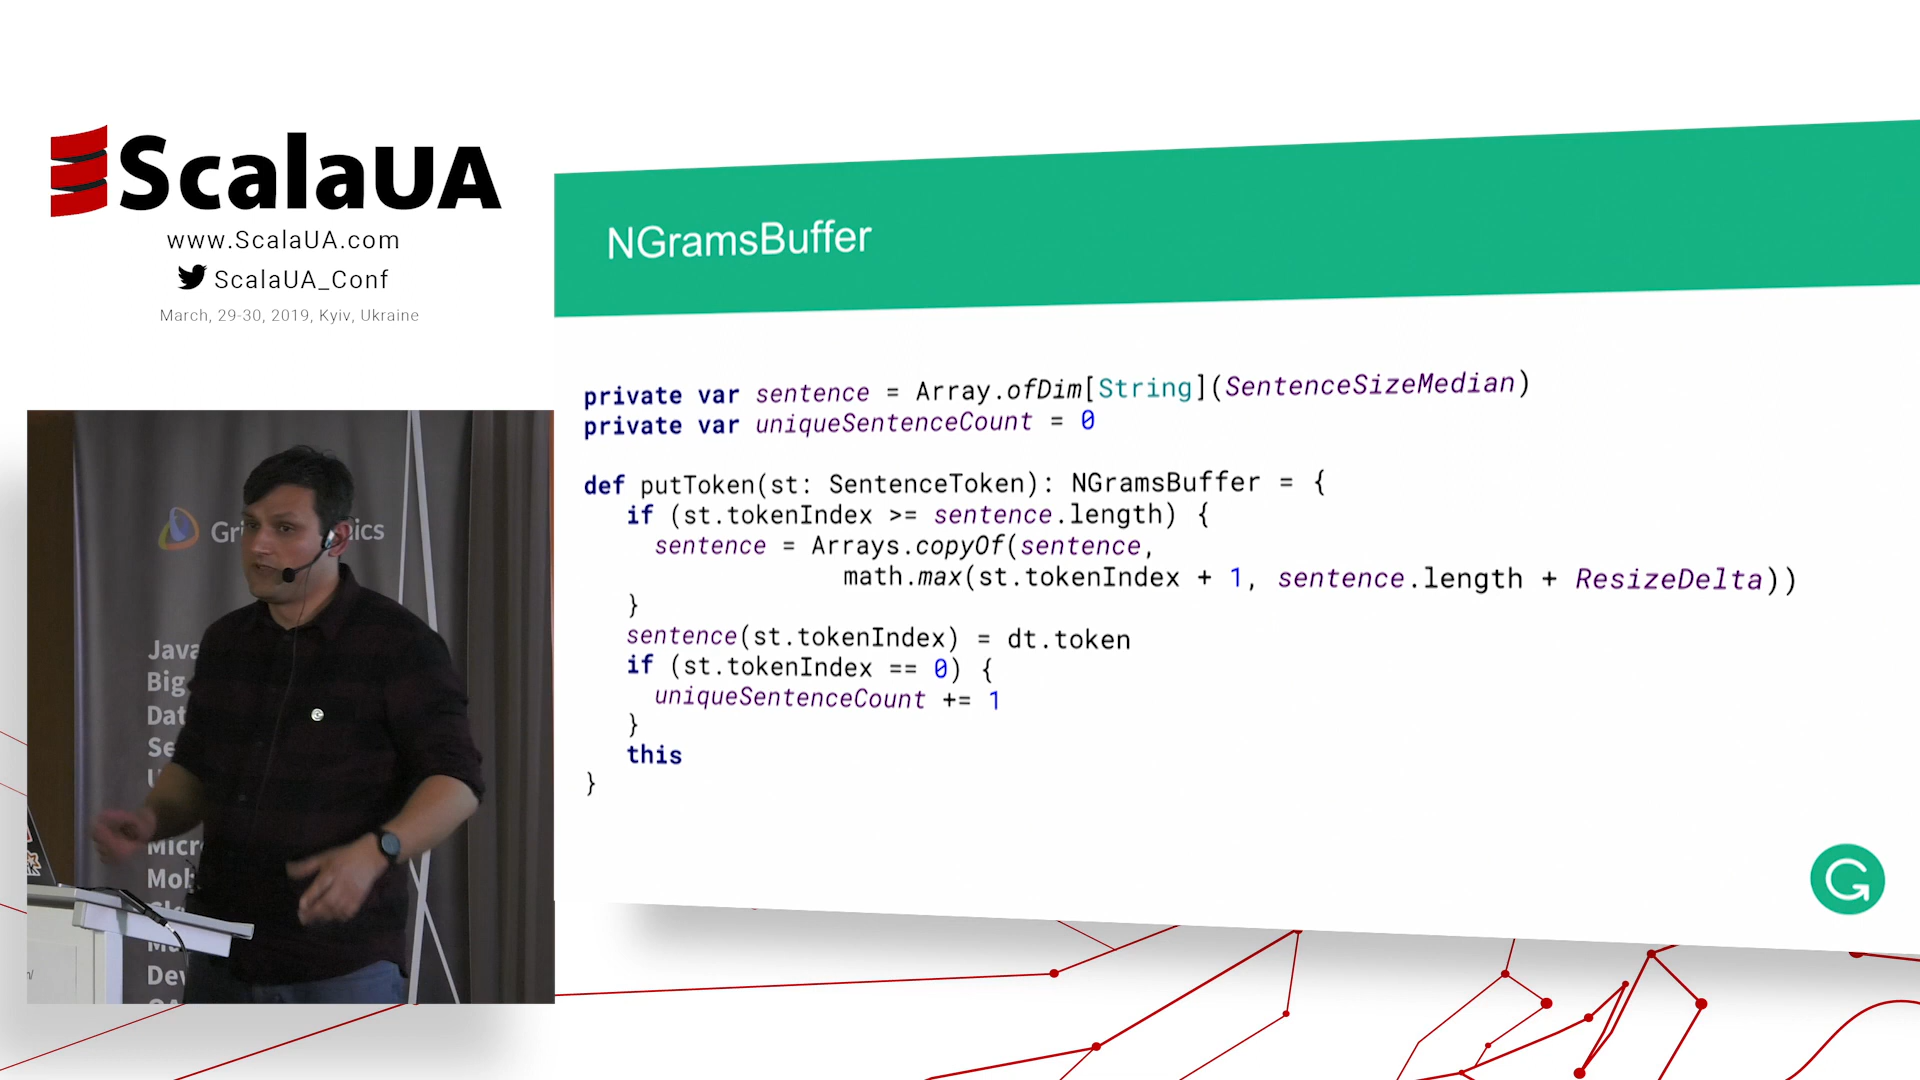 ScalaUA
www.ScalaUA.com
ScalaUA_Conf
March, 29-30, 2019, Kyiv, Ukraine
NGramsBuffer
private var sentence = Array.ofDim[String](SentenceSizeMedian)
private var uniqueSentenceCount = 0
def putToken(st: SentenceToken): NGramsBuffer = {
if (st.tokenIndex >= sentence.length) {
sentence = Arrays.copyOf(sentence,
math.max(st.tokenIndex + 1, sentence.length + ResizeDelta))
}
sentence(st.tokenIndex) = dt.token
if (st.tokenIndex == 0) {
uniqueSentenceCount += 1
}
this
}
Java
Big